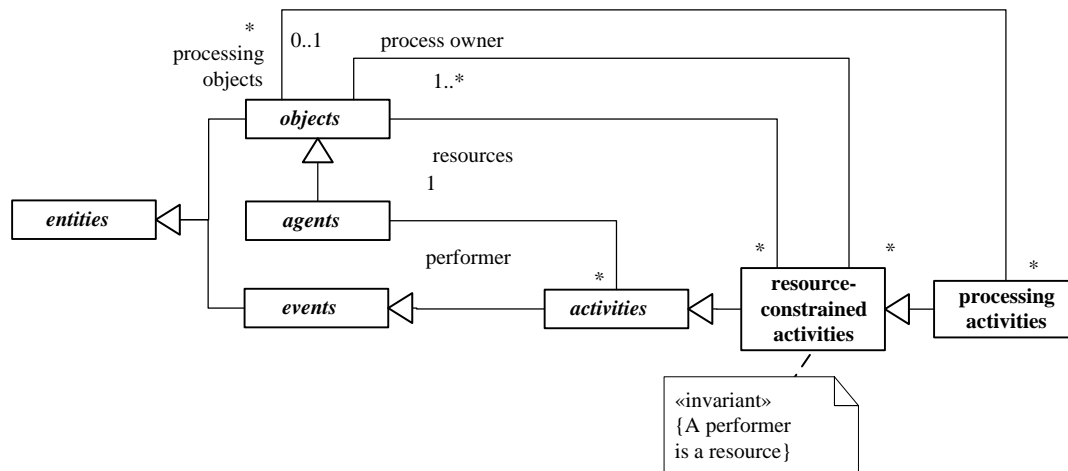 *
processing
objects
0..1
process owner
1..*
objects
resources
1
entities
agents
performer
*
*
*
*
events
activities
resource-
constrained
activities
processing
activities
«invariant»
{A performer
is a resource}